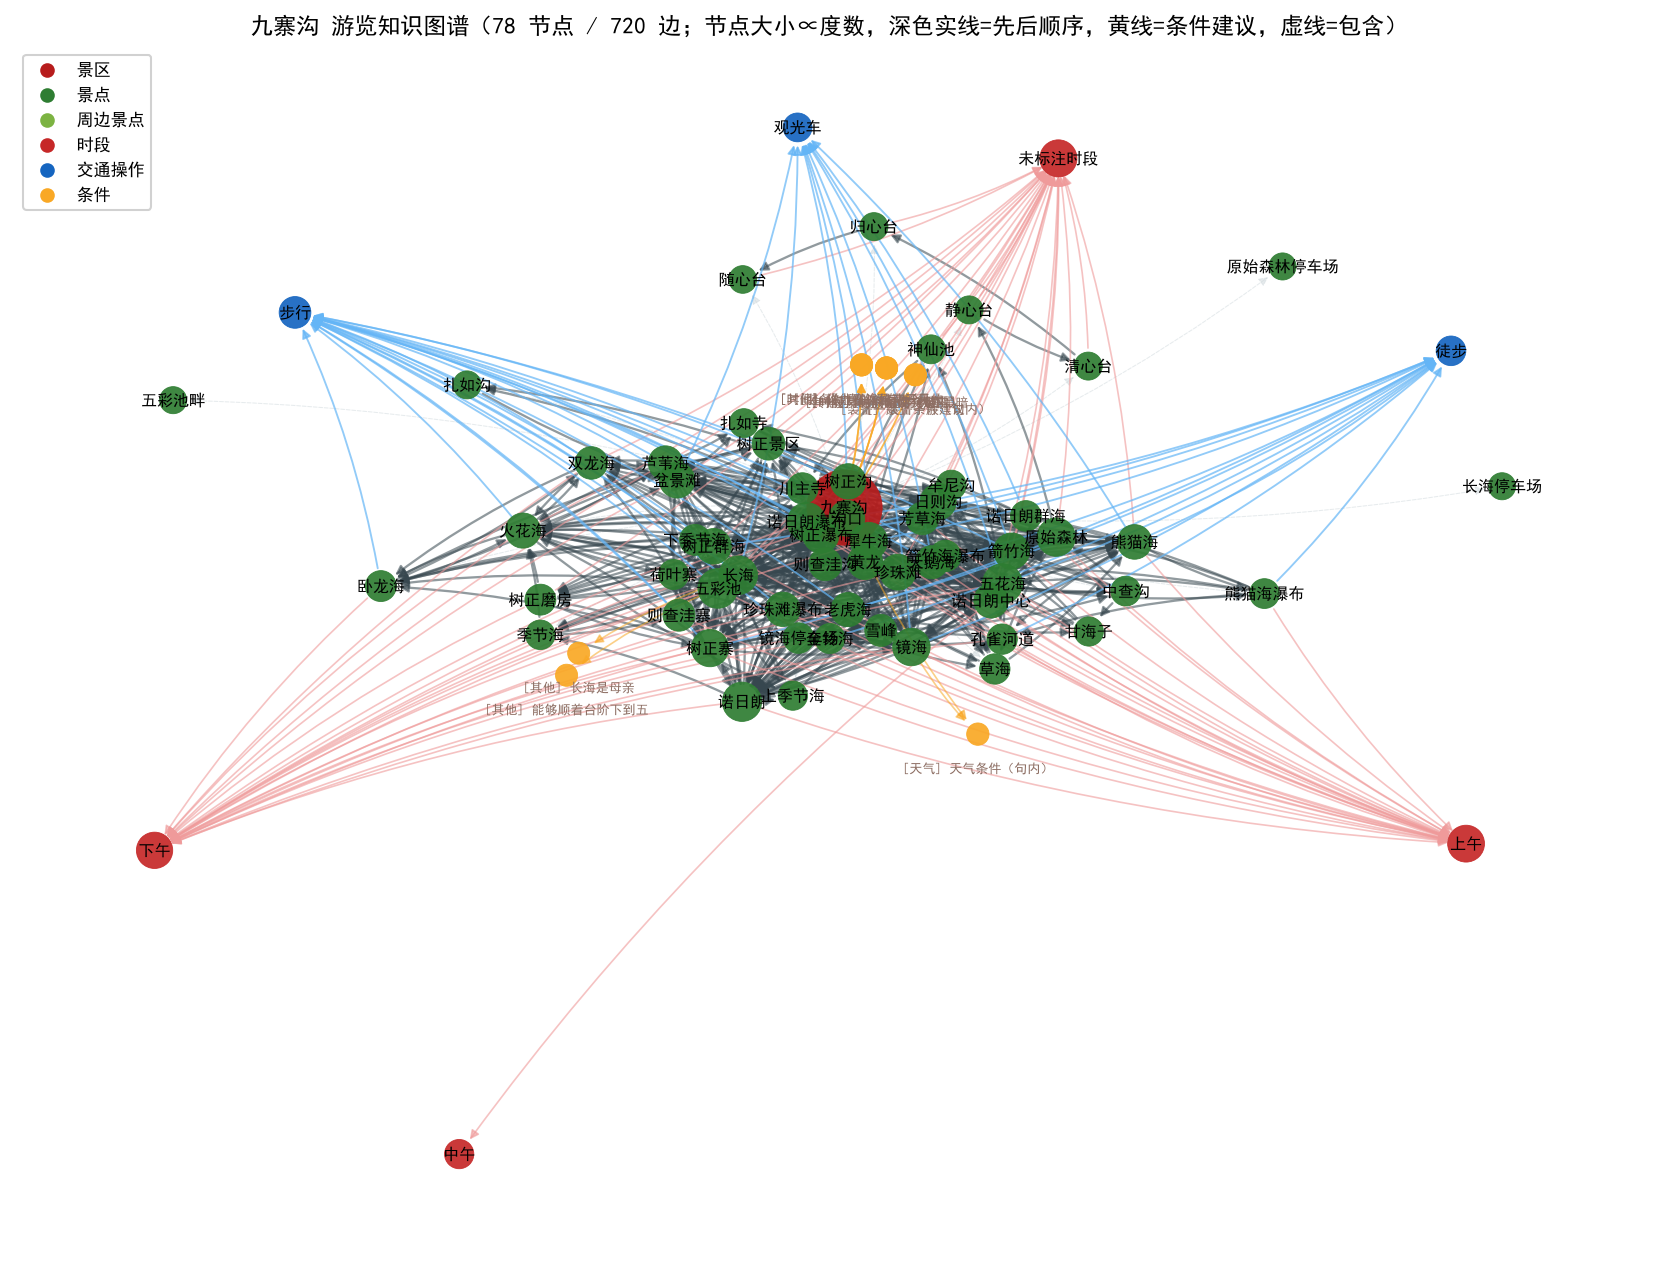 九寨沟 游览知识图谱（78 节点 / 720 边；节点大小∝度数，深色实线=先后顺序，黄线=条件建议，虚线=包含）
景区
景点
周边景点
时段
交通操作
条件
观光车
未标注时段
归心台
原始森林停车场
随心台
静心台
步行
神仙池
徒步
清心台
扎如沟
五彩池畔
扎如寺
树正景区
双龙海
芦苇海
盆景滩
树正沟
川主寺
牟尼沟
长海停车场
日则沟
九寨沟
诺日朗瀑布
芳草海
诺日朗群海
火花海
树正瀑布
犀牛海
原始森林
熊猫海
下季节海
树正群海
箭竹海瀑布
箭竹海
则查洼沟
黄龙
天鹅海
珍珠滩
荷叶寨
长海
五彩池
五花海
卧龙海
中查沟
熊猫海瀑布
树正磨房
诺日朗中心
珍珠滩瀑布
老虎海
则查洼寨
季节海
镜海停车场
雪峰
镜海
孔雀河道
甘海子
树正寨
草海
[其他] 长海是母亲
诺日朗
上季节海
[其他] 能够顺着台阶下到五
[天气] 天气条件（句内）
下午
上午
中午